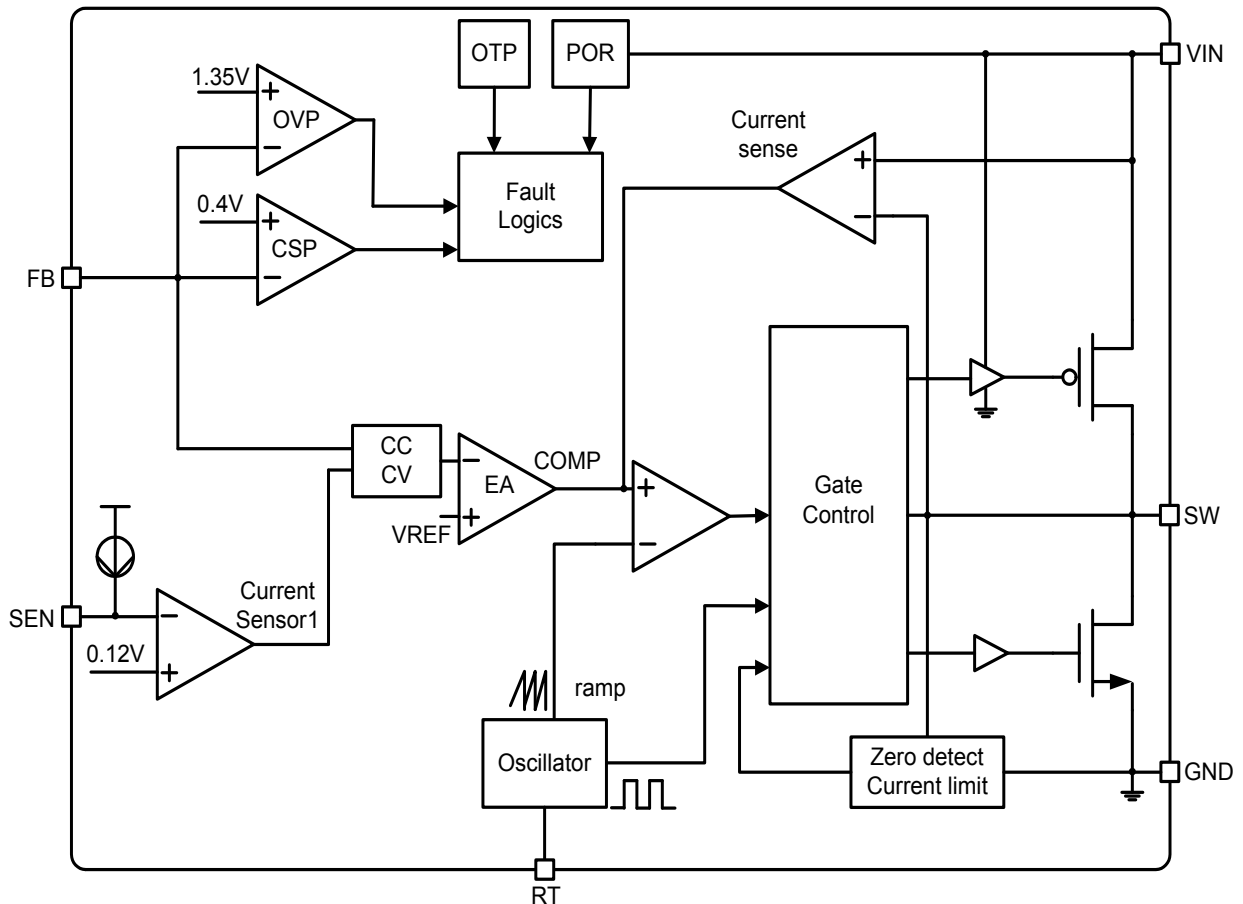 OTP
POR
VIN
1.35V
+
OVP
−
Current
sense
+
−
Fault
Logics
0.4V
+
CSP
−
FB
CC
CV
−
EA
+
VREF
COMP
+
−
Gate
Control
SW
SEN
−
+
0.12V
Current
Sensor1
ramp
Oscillator
Zero detect
Current limit
GND
RT